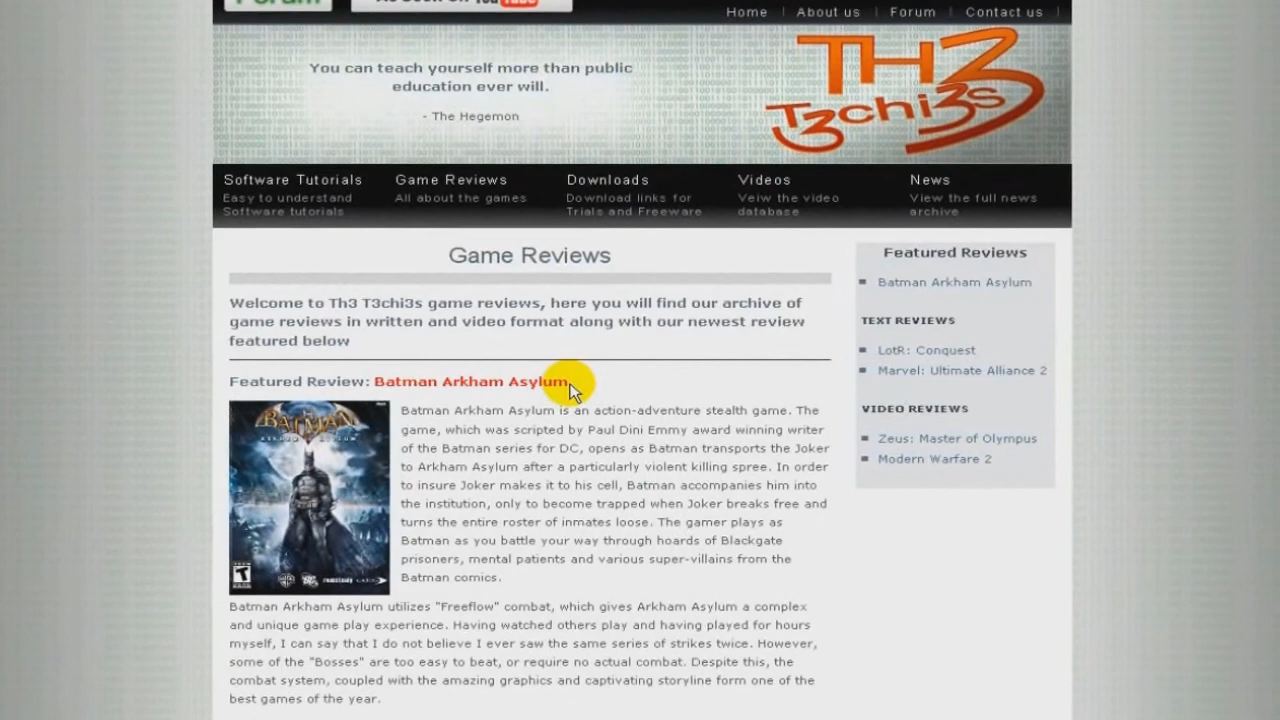 Forum
As Seen On YouTube
Home | About us | Forum | Contact us |
You can teach yourself more than public
education ever will.
- The Hegemon
TH3
T3chi3s
Software Tutorials
Easy to understand
Software tutorials
Game Reviews
All about the games
Downloads
Download links for
Trials and Freeware
Videos
Veiw the video
database
News
View the full news
archive
Game Reviews
Welcome to Th3 T3chi3s game reviews, here you will find our archive of
game reviews in written and video format along with our newest review
featured below
Featured Review: Batman Arkham Asylum
BATMAN
ARKHAM ASYLUM
T
Batman Arkham Asylum is an action-adventure stealth game. The
game, which was scripted by Paul Dini Emmy award winning writer
of the Batman series for DC, opens as Batman transports the Joker
to Arkham Asylum after a particularly violent killing spree. In order
to insure Joker makes it to his cell, Batman accompanies him into
the institution, only to become trapped when Joker breaks free and
turns the entire roster of inmates loose. The gamer plays as
Batman as you battle your way through hoards of Blackgate
prisoners, mental patients and various super-villains from the
Batman comics.
Batman Arkham Asylum utilizes "Freeflow" combat, which gives Arkham Asylum a complex
and unique game play experience. Having watched others play and having played for hours
myself, I can say that I do not believe I ever saw the same series of strikes twice. However,
some of the "Bosses" are too easy to beat, or require no actual combat. Despite this, the
combat system, coupled with the amazing graphics and captivating storyline form one of the
best games of the year.
Featured Reviews
Batman Arkham Asylum
TEXT REVIEWS
LotR: Conquest
Marvel: Ultimate Alliance 2
VIDEO REVIEWS
Zeus: Master of Olympus
Modern Warfare 2